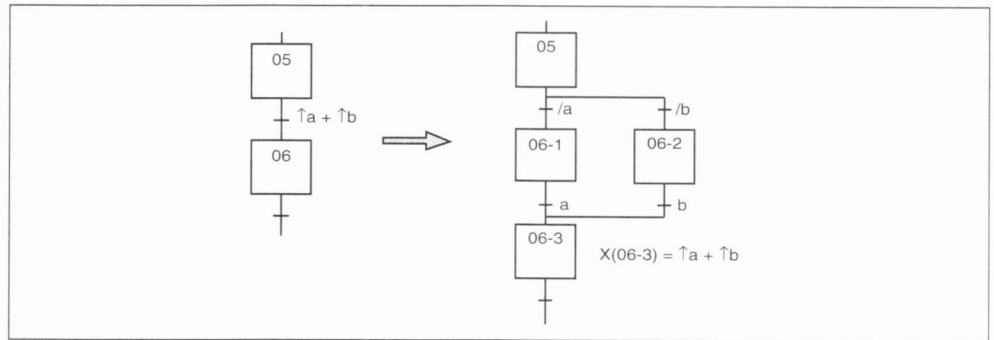 05
↑a + ↑b
06
05
/a
/b
06-1
06-2
a
b
06-3
X(06-3) = ↑a + ↑b